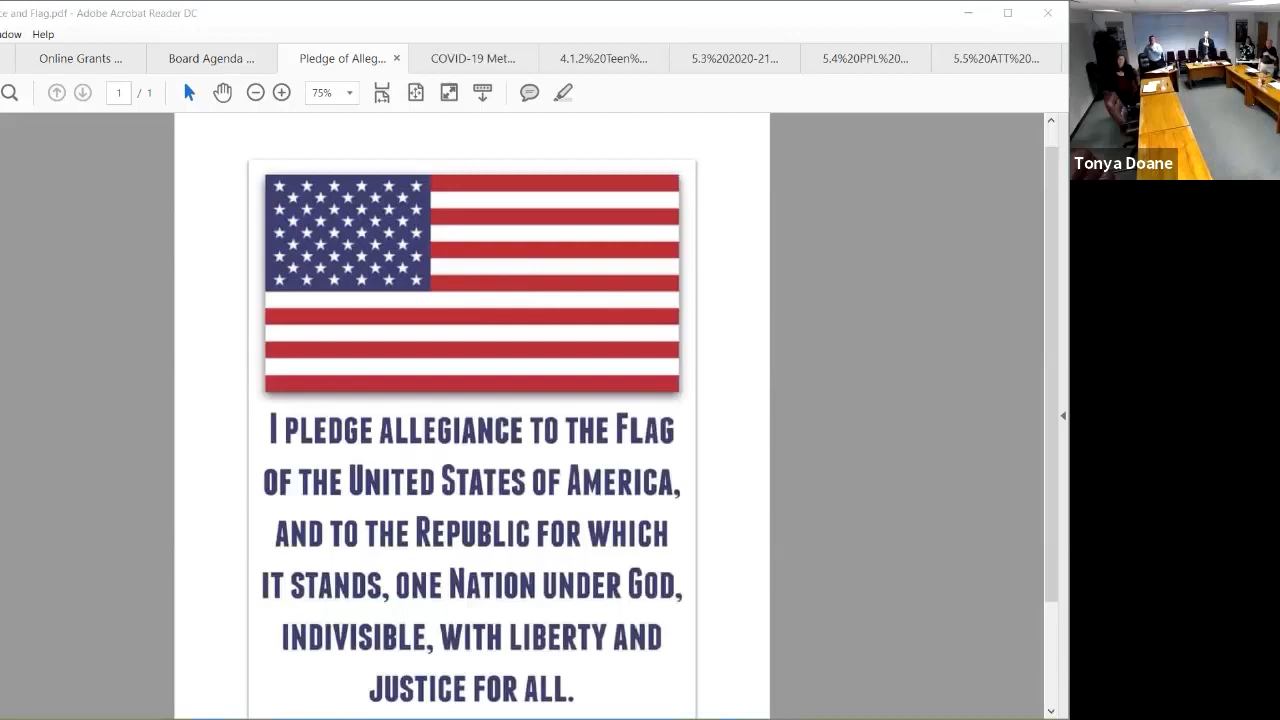 ce and Flag.pdf - Adobe Acrobat Reader DC
dow Help
Online Grants ...
Board Agenda ...
Pledge of Alleg... ×
COVID-19 Met...
4.1.2%20Teen%...
5.3%202020-21...
5.4%20PPL%20...
5.5%20ATT%20...
1 / 1
75%
Tonya Doane
I PLEDGE ALLEGIANCE TO THE FLAG
OF THE UNITED STATES OF AMERICA,
AND TO THE REPUBLIC FOR WHICH
IT STANDS, ONE NATION UNDER GOD,
INDIVISIBLE, WITH LIBERTY AND
JUSTICE FOR ALL.